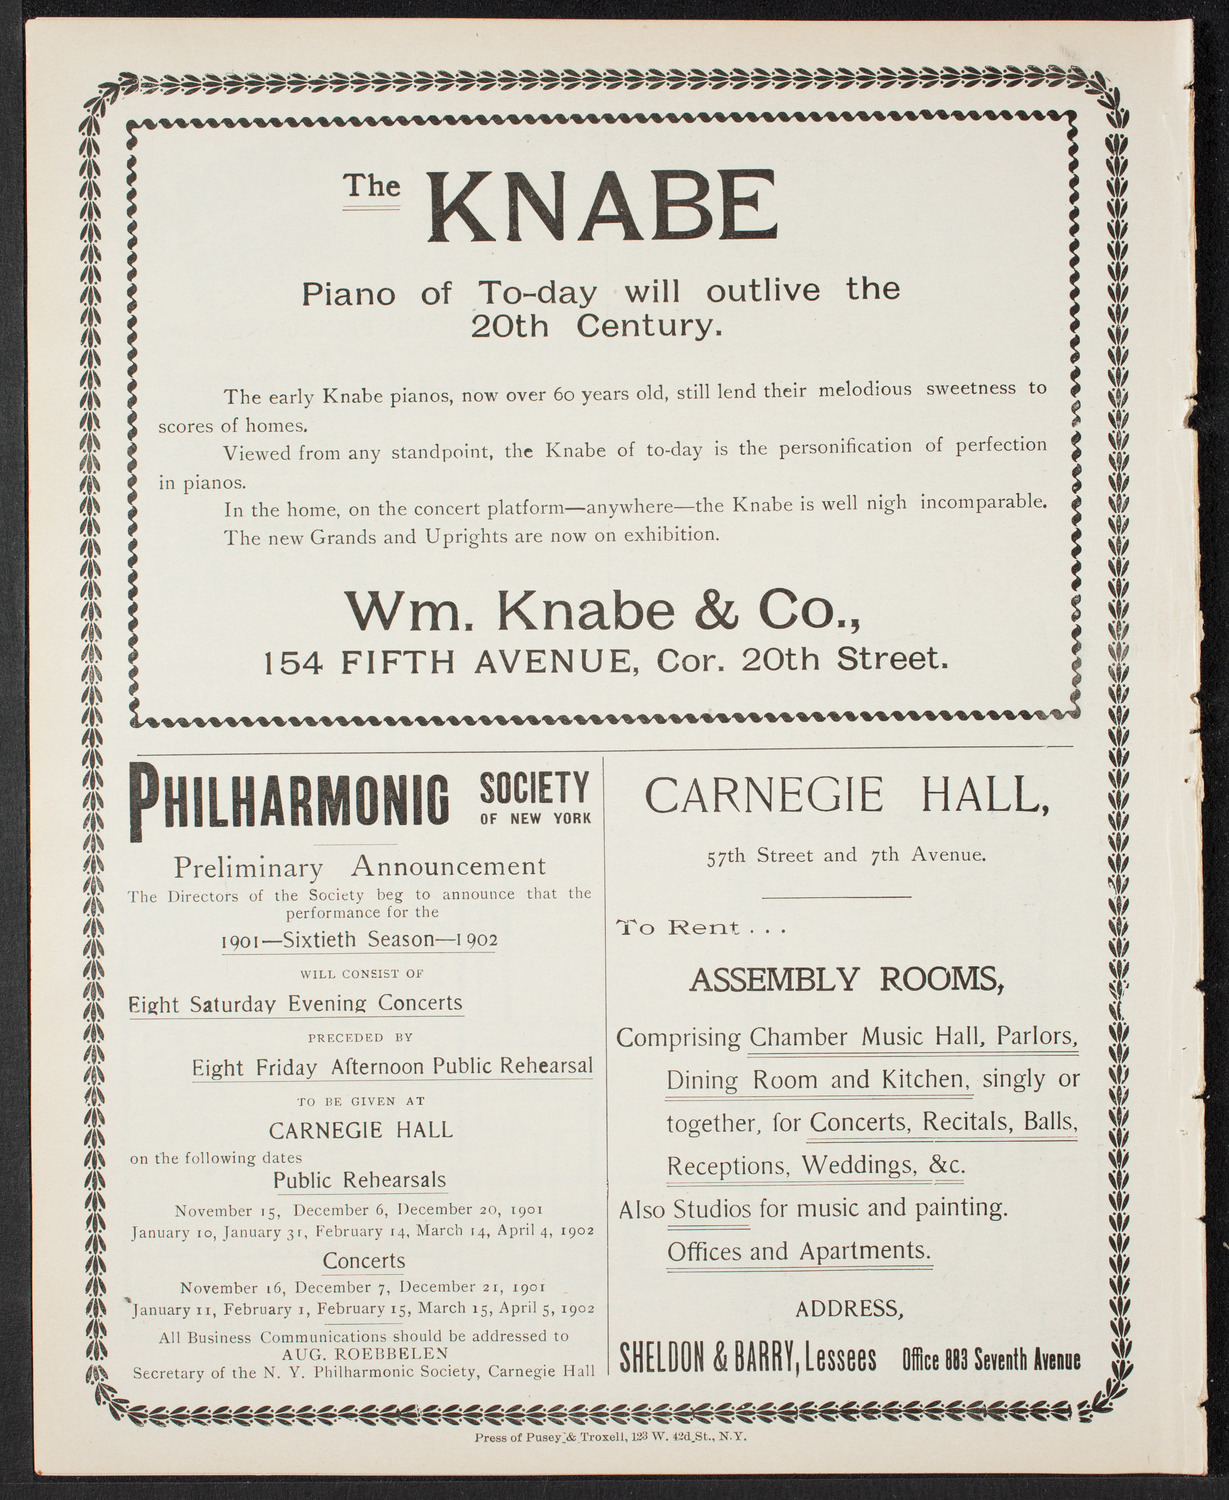 The KNABE
Piano of To-day will outlive the
20th Century.
The early Knabe pianos, now over 60 years old, still lend their melodious sweetness to
scores of homes.
Viewed from any standpoint, the Knabe of to-day is the personification of perfection
in pianos.
In the home, on the concert platform—anywhere—the Knabe is well nigh incomparable.
The new Grands and Uprights are now on exhibition.
Wm. Knabe & Co.,
154 FIFTH AVENUE, Cor. 20th Street.
PHILHARMONIC SOCIETY
OF NEW YORK
Preliminary Announcement
The Directors of the Society beg to announce that the
performance for the
1901—Sixtieth Season—1902
WILL CONSIST OF
Eight Saturday Evening Concerts
PRECEDED BY
Eight Friday Afternoon Public Rehearsal
TO BE GIVEN AT
CARNEGIE HALL
on the following dates
Public Rehearsals
November 15, December 6, December 20, 1901
January 10, January 31, February 14, March 14, April 4, 1902
Concerts
November 16, December 7, December 21, 1901
January 11, February 1, February 15, March 15, April 5, 1902
All Business Communications should be addressed to
AUG. ROEBBELEN
Secretary of the N. Y. Philharmonic Society, Carnegie Hall
CARNEGIE HALL,
57th Street and 7th Avenue.
To Rent . . .
ASSEMBLY ROOMS,
Comprising Chamber Music Hall, Parlors,
Dining Room and Kitchen, singly or
together, for Concerts, Recitals, Balls,
Receptions, Weddings, &c.
Also Studios for music and painting.
Offices and Apartments.
ADDRESS,
SHELDON & BARRY, Lessees Office 883 Seventh Avenue
Press of Pusey & Troxell, 123 W. 42d St., N.Y.